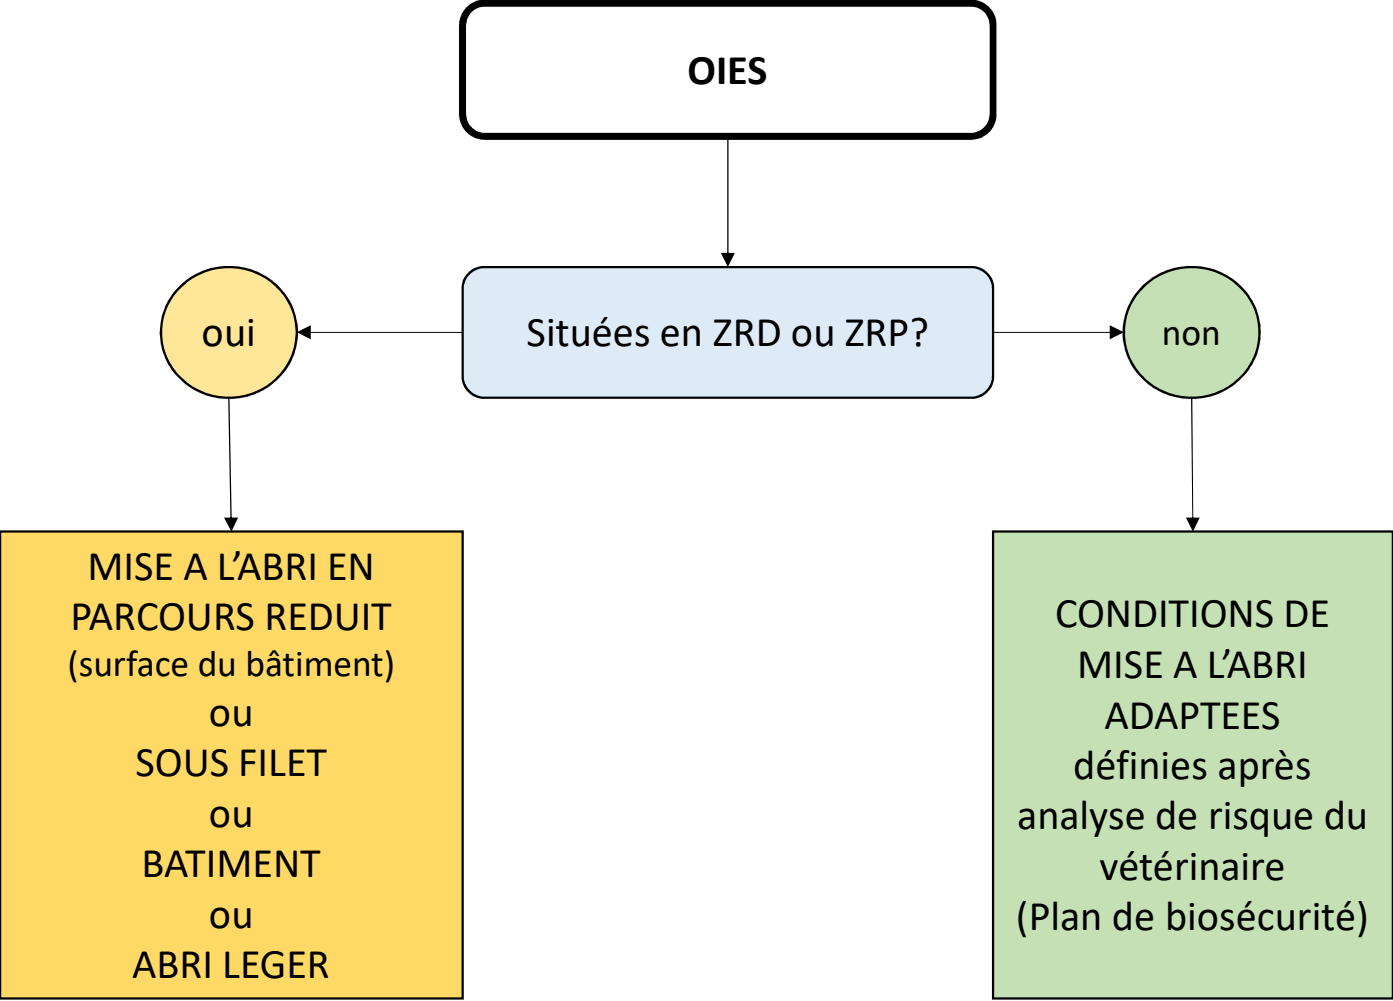 OIES
oui
Situées en ZRD ou ZRP?
non
MISE A L’ABRI EN
PARCOURS REDUIT
(surface du bâtiment)
ou
SOUS FILET
ou
BATIMENT
ou
ABRI LEGER
CONDITIONS DE
MISE A L’ABRI
ADAPTEES
définies après
analyse de risque du
vétérinaire
(Plan de biosécurité)